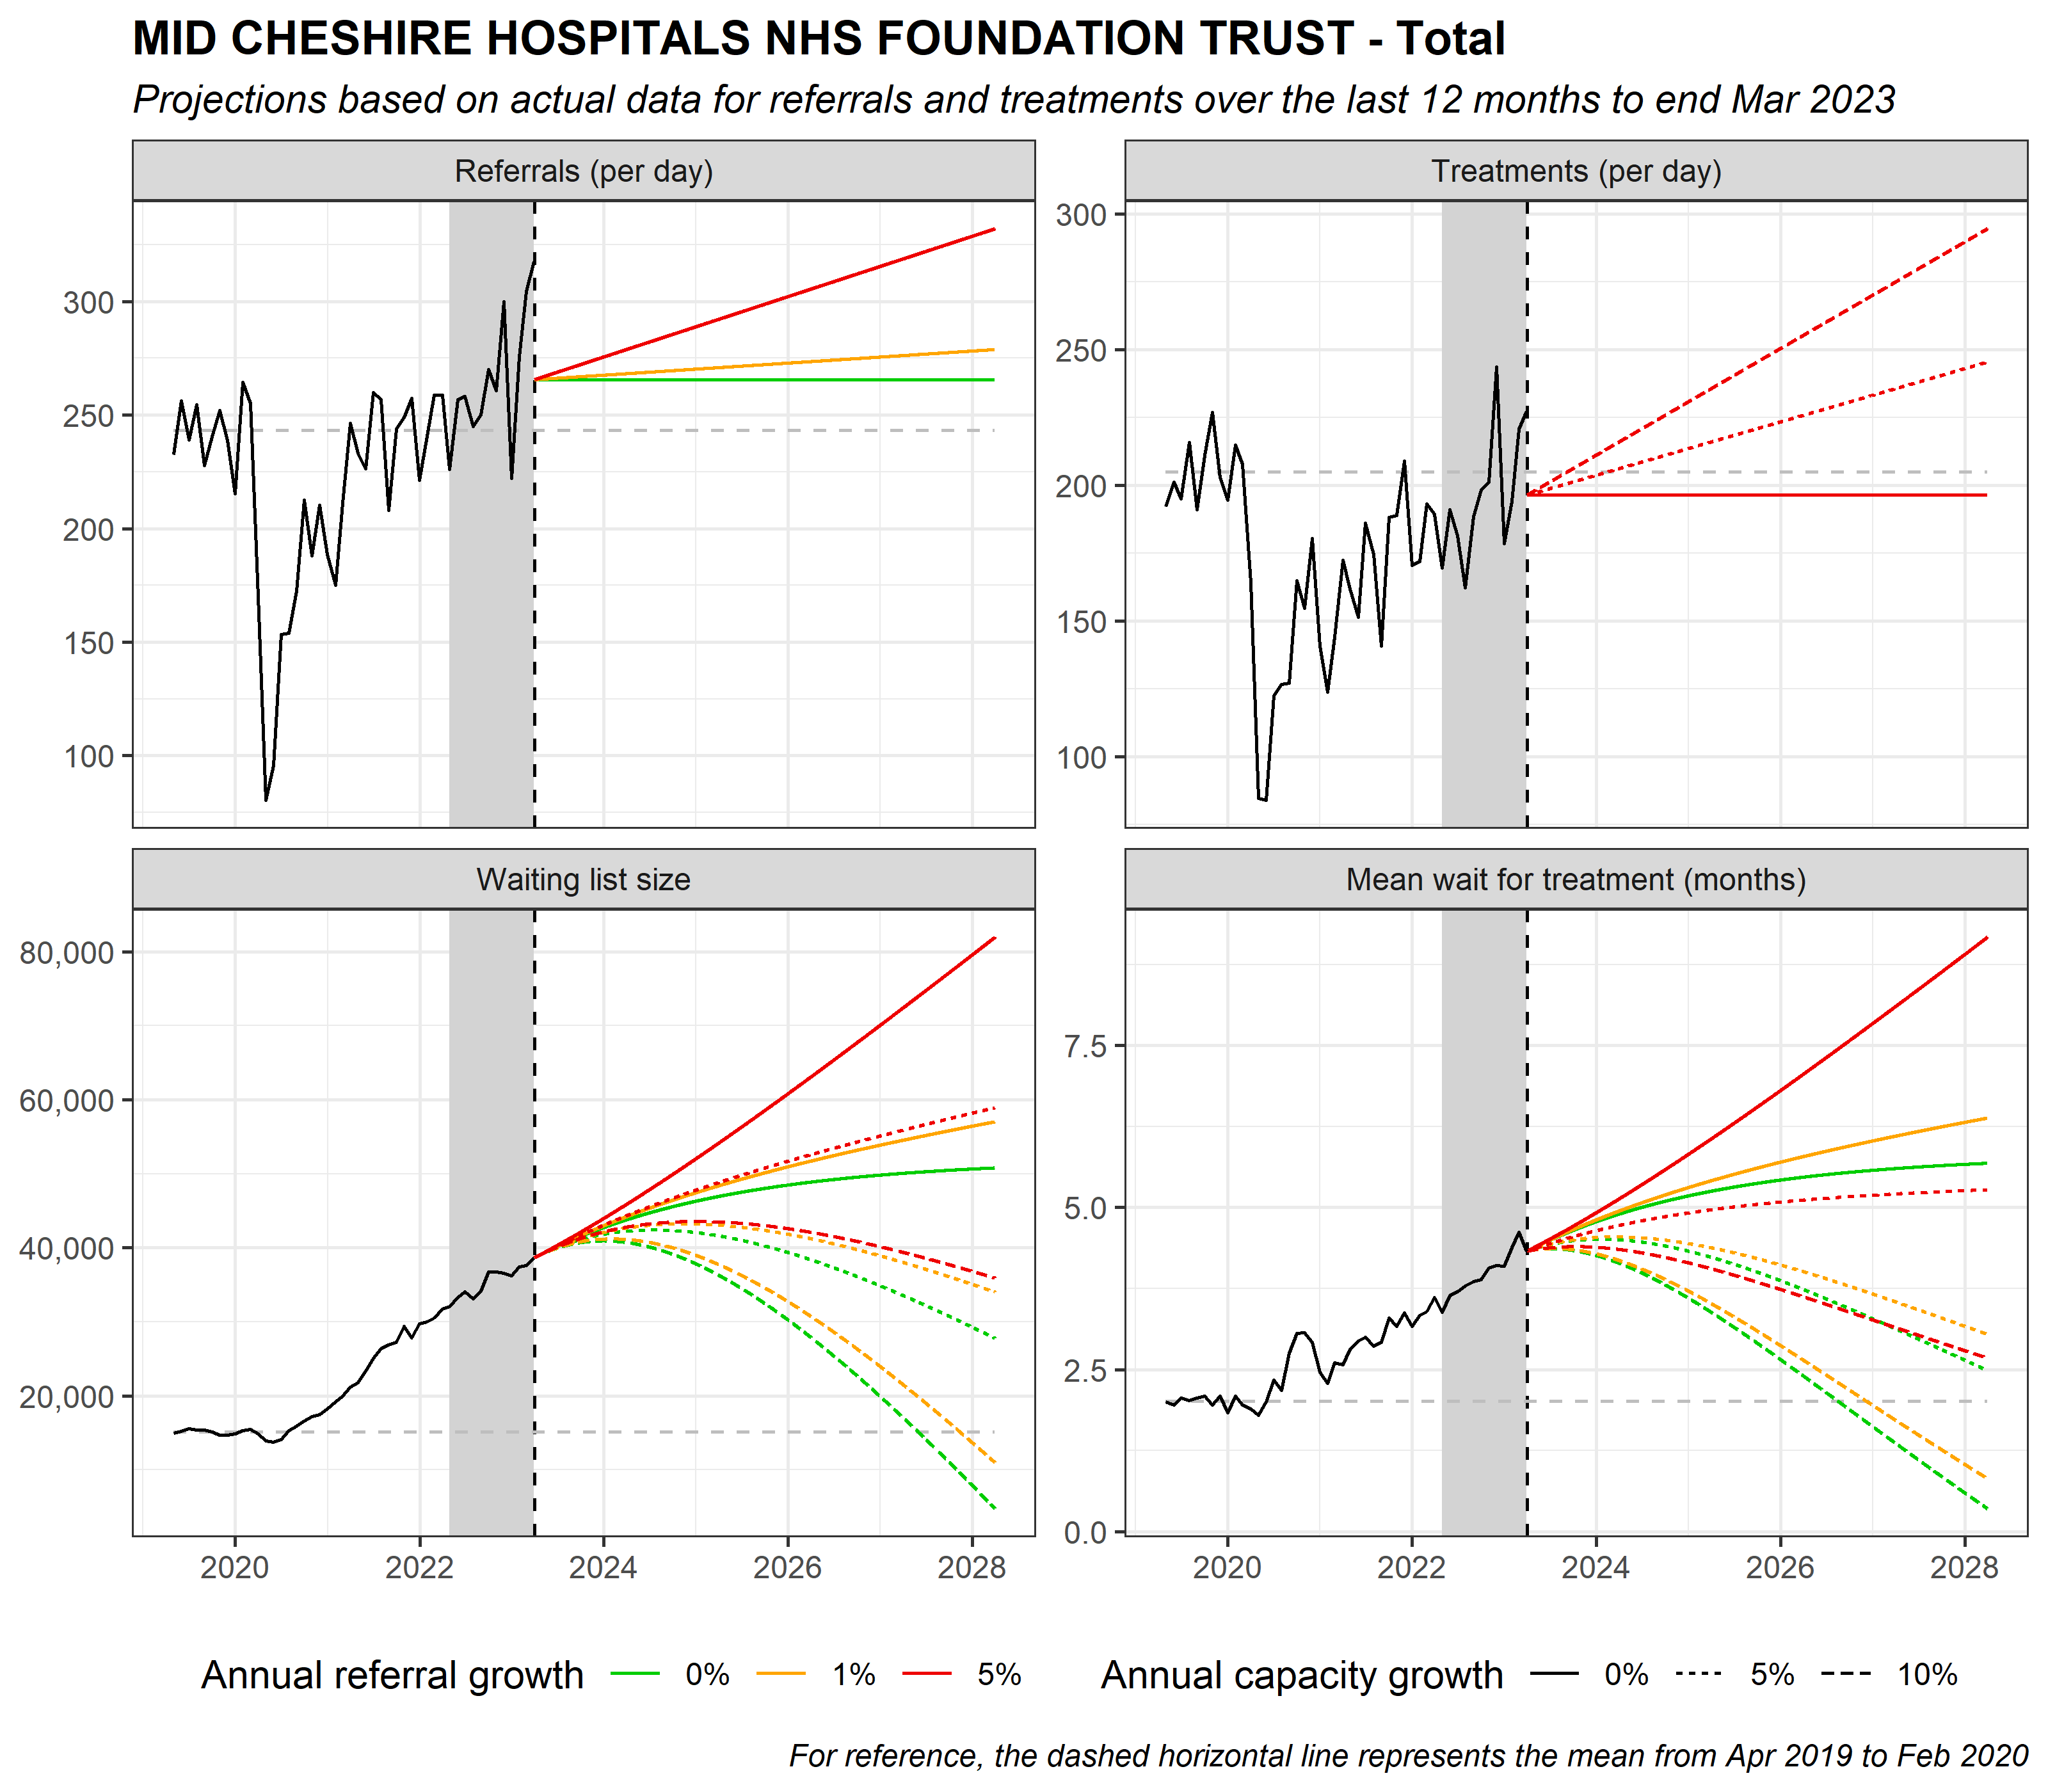 MID CHESHIRE HOSPITALS NHS FOUNDATION TRUST - Total
Projections based on actual data for referrals and treatments over the last 12 months to end Mar 2023
Referrals (per day)
300
250
200
150
100
Treatments (per day)
300
250
200
150
100
Waiting list size
80,000
60,000
40,000
20,000
2020 2022 2024 2026 2028
Mean wait for treatment (months)
7.5
5.0
2.5
0.0
2020 2022 2024 2026 2028
Annual referral growth 0% 1% 5%
Annual capacity growth 0% 5% 10%
For reference, the dashed horizontal line represents the mean from Apr 2019 to Feb 2020